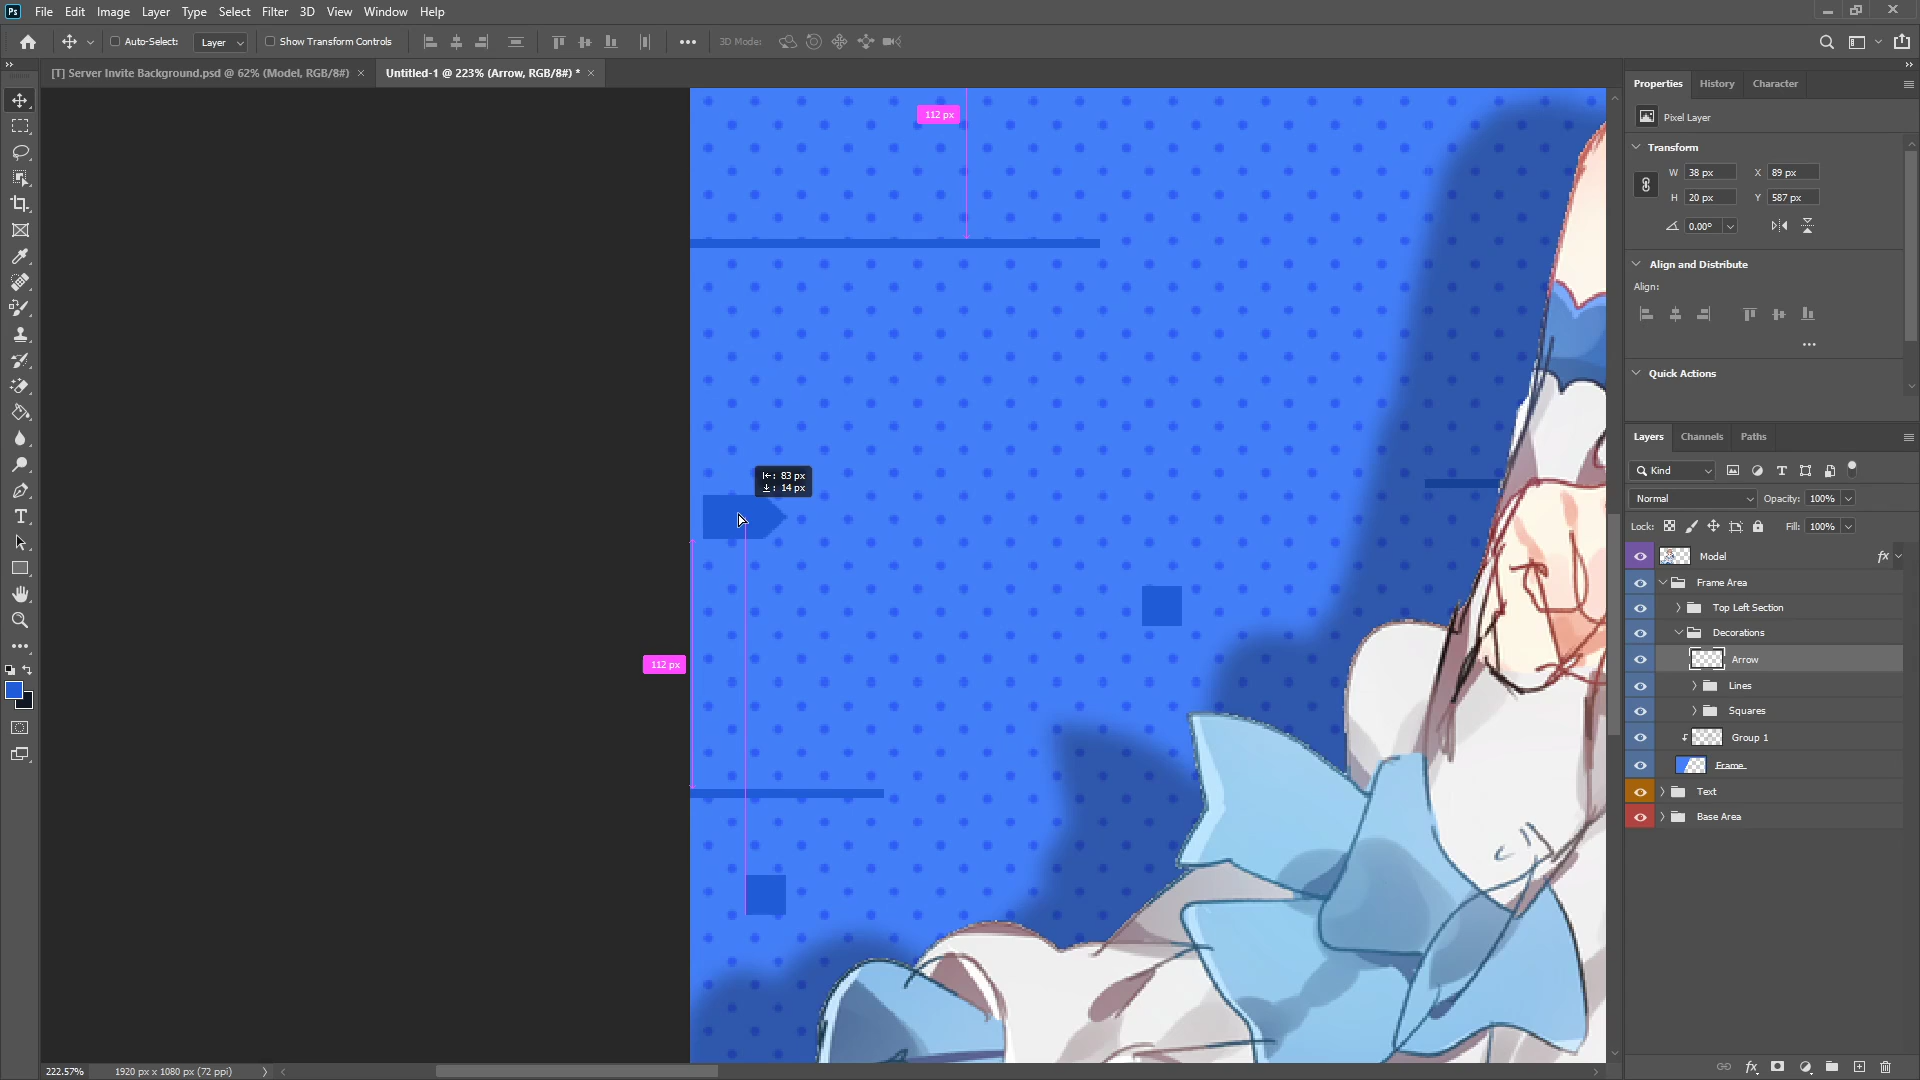 Ps File Edit Image Layer Type Select Filter 3D View Window Help
Auto-Select: Layer Show Transform Controls 3D Mode:
[T] Server Invite Background.psd @ 62% (Model, RGB/8#) × Untitled-1 @ 223% (Arrow, RGB/8#) * ×
Properties History Character
112 px
Pixel Layer
Transform
W 38 px X 89 px
H 20 px Y 587 px
0.00°
Align and Distribute
Align:
Quick Actions
Layers Channels Paths
Kind
83 px
14 px
Normal Opacity: 100%
Lock: Fill: 100%
Model fx
Frame Area
Top Left Section
Decorations
Arrow
112 px
Lines
Squares
Group 1
Frame
Text
Base Area
222.57% 1920 px x 1080 px (72 ppi)
fx